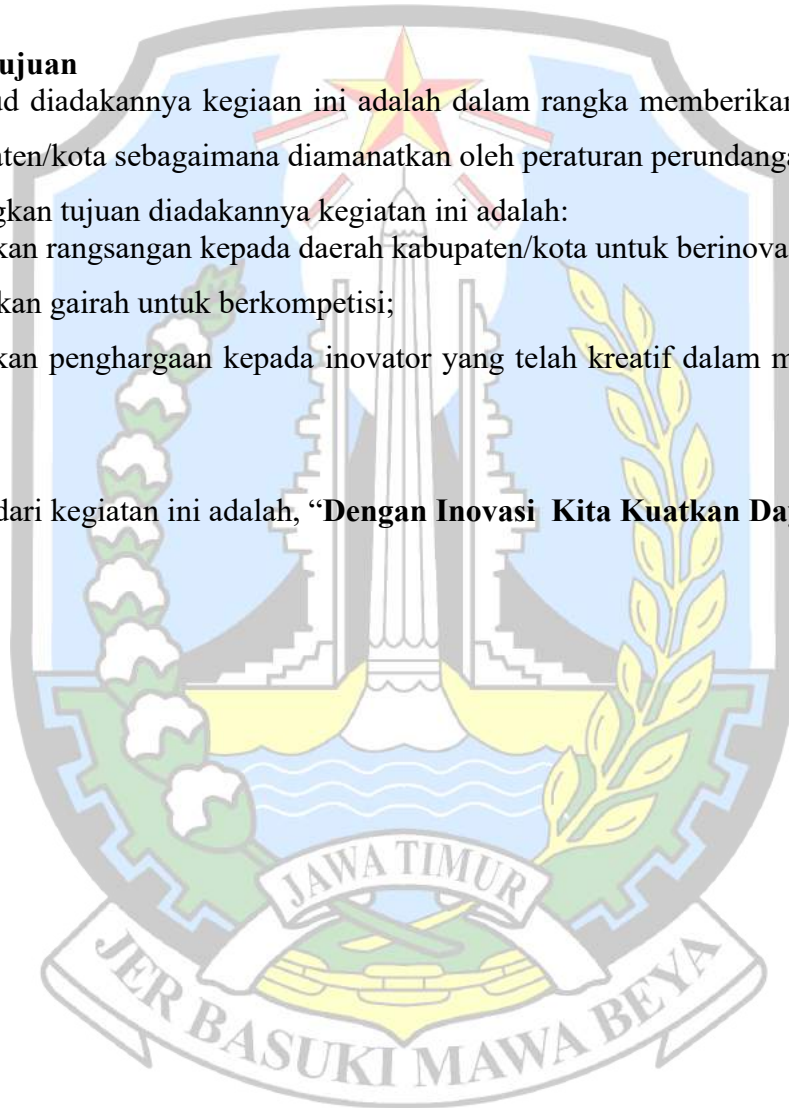 ujuan
ud diadakannya kegiaan ini adalah dalam rangka memberikan
aten/kota sebagaimana diamanatkan oleh peraturan perundanga
gkan tujuan diadakannya kegiatan ini adalah:
kan rangsangan kepada daerah kabupaten/kota untuk berinova
kan gairah untuk berkompetisi;
kan penghargaan kepada inovator yang telah kreatif dalam m
dari kegiatan ini adalah, “Dengan Inovasi Kita Kuatkan Da
JAWA TIMUR
JER BASUKI MAWA BEYA